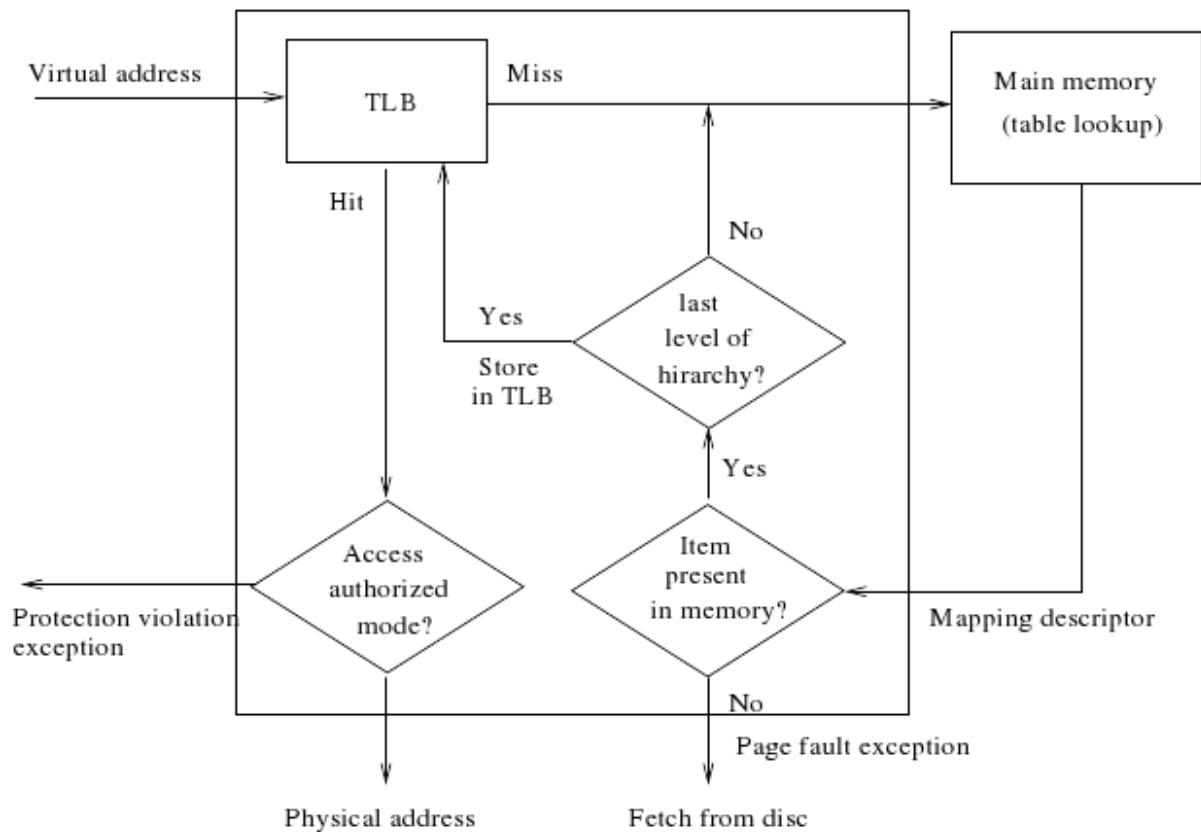 Virtual address
TLB
Miss
Main memory
(table lookup)
Hit
No
Yes
Store
in TLB
last
level of
hirarchy?
Yes
Access
authorized
mode?
Item
present
in memory?
Protection violation
exception
Mapping descriptor
No
Page fault exception
Physical address
Fetch from disc